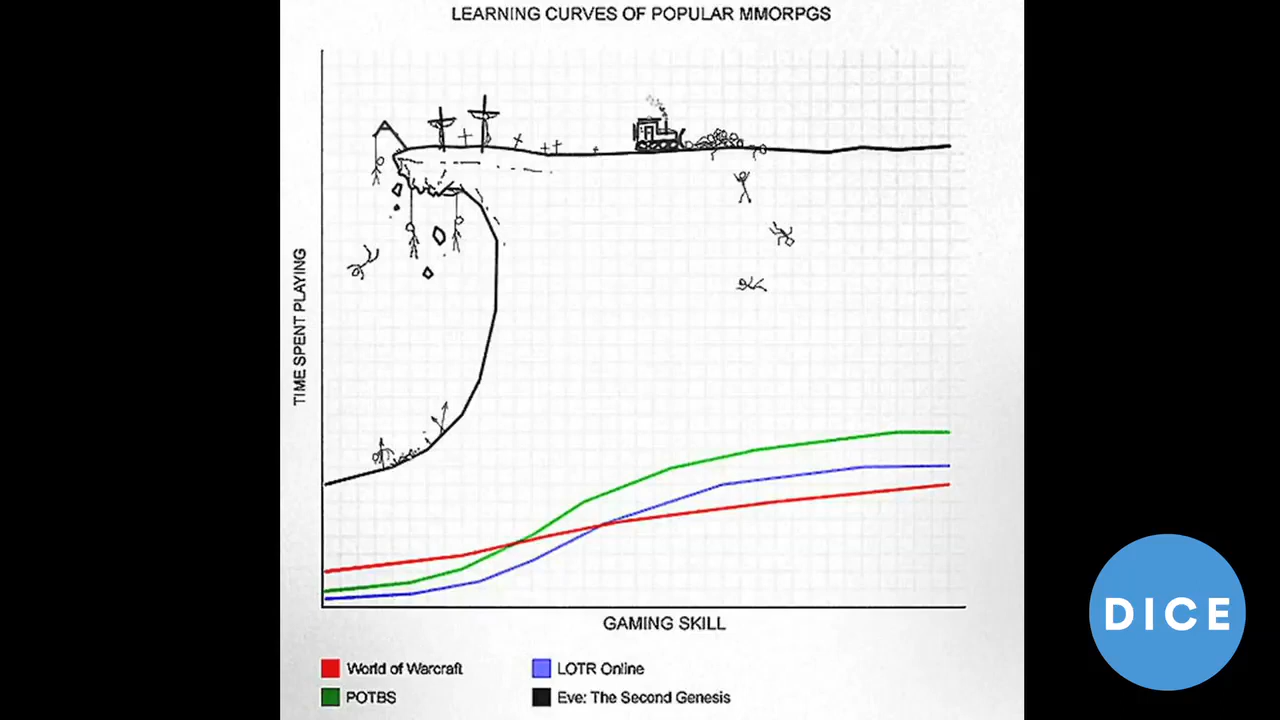 LEARNING CURVES OF POPULAR MMORPGS
TIME SPENT PLAYING
GAMING SKILL
World of Warcraft
LOTR Online
POTBS
Eve: The Second Genesis
DICE